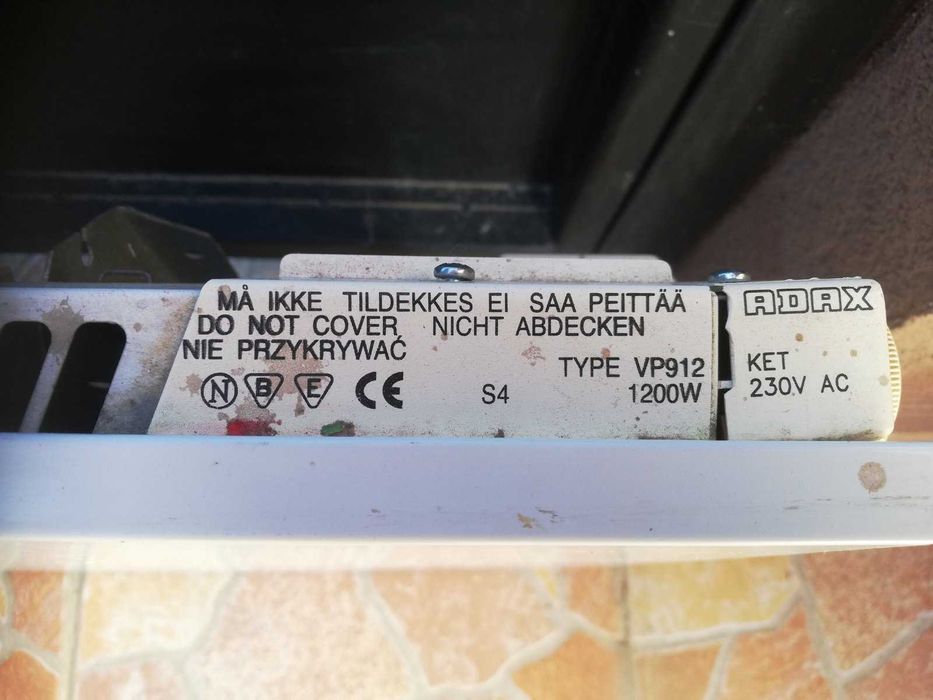 MÅ IKKE TILDEKKES EI SAA PEITTÄÄ
DO NOT COVER NICHT ABDECKEN
NIE PRZYKRYWAĆ
TYPE VP912
N B E CE S4 1200W
ADAX
KET
230V AC